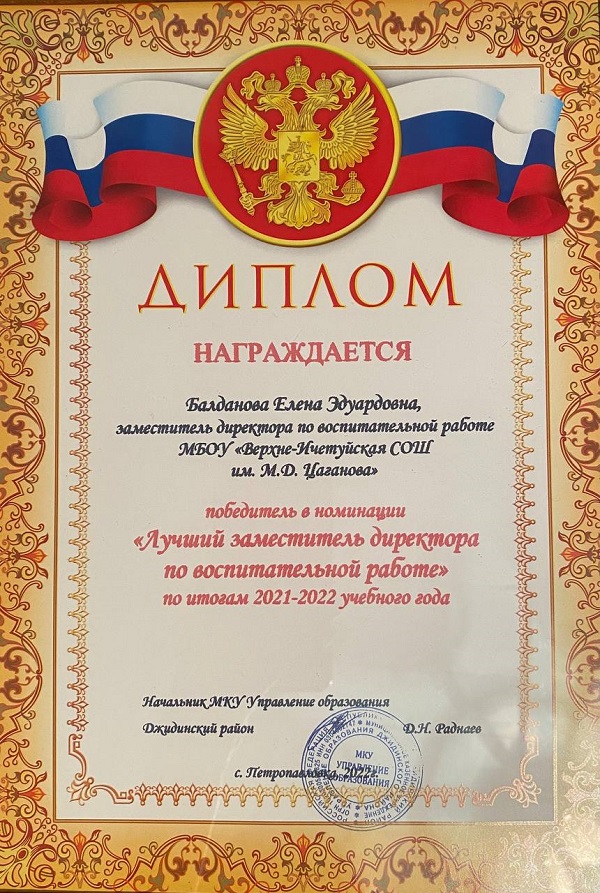 ДИПЛОМ
НАГРАЖДАЕТСЯ
Балданова Елена Эдуардовна,
заместитель директора по воспитательной работе
МБОУ «Верхне-Ичетуйская СОШ
им. М.Д. Цаганова»
победитель в номинации
«Лучший заместитель директора
по воспитательной работе»
по итогам 2021-2022 учебного года
Начальник МКУ Управление образования
Джидинский район Д.Н. Раднаев
с. Петропавловка, 2022г.
МКУ
УПРАВЛЕНИЕ
ОБРАЗОВАНИЯ